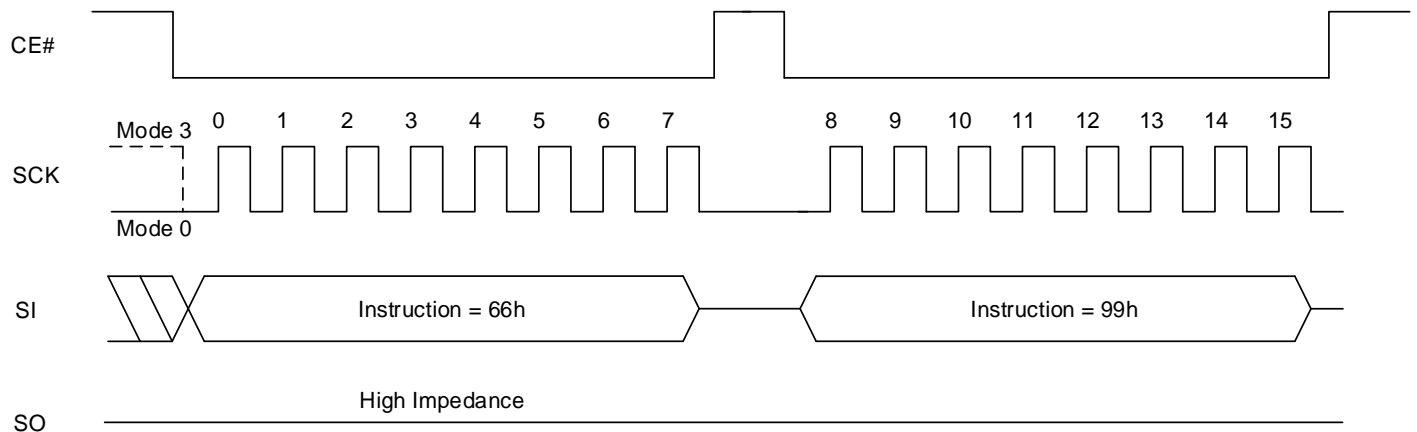 CE#
Mode 3
0 1 2 3 4 5 6 7 8 9 10 11 12 13 14 15
SCK
Mode 0
SI
Instruction = 66h
Instruction = 99h
High Impedance
SO